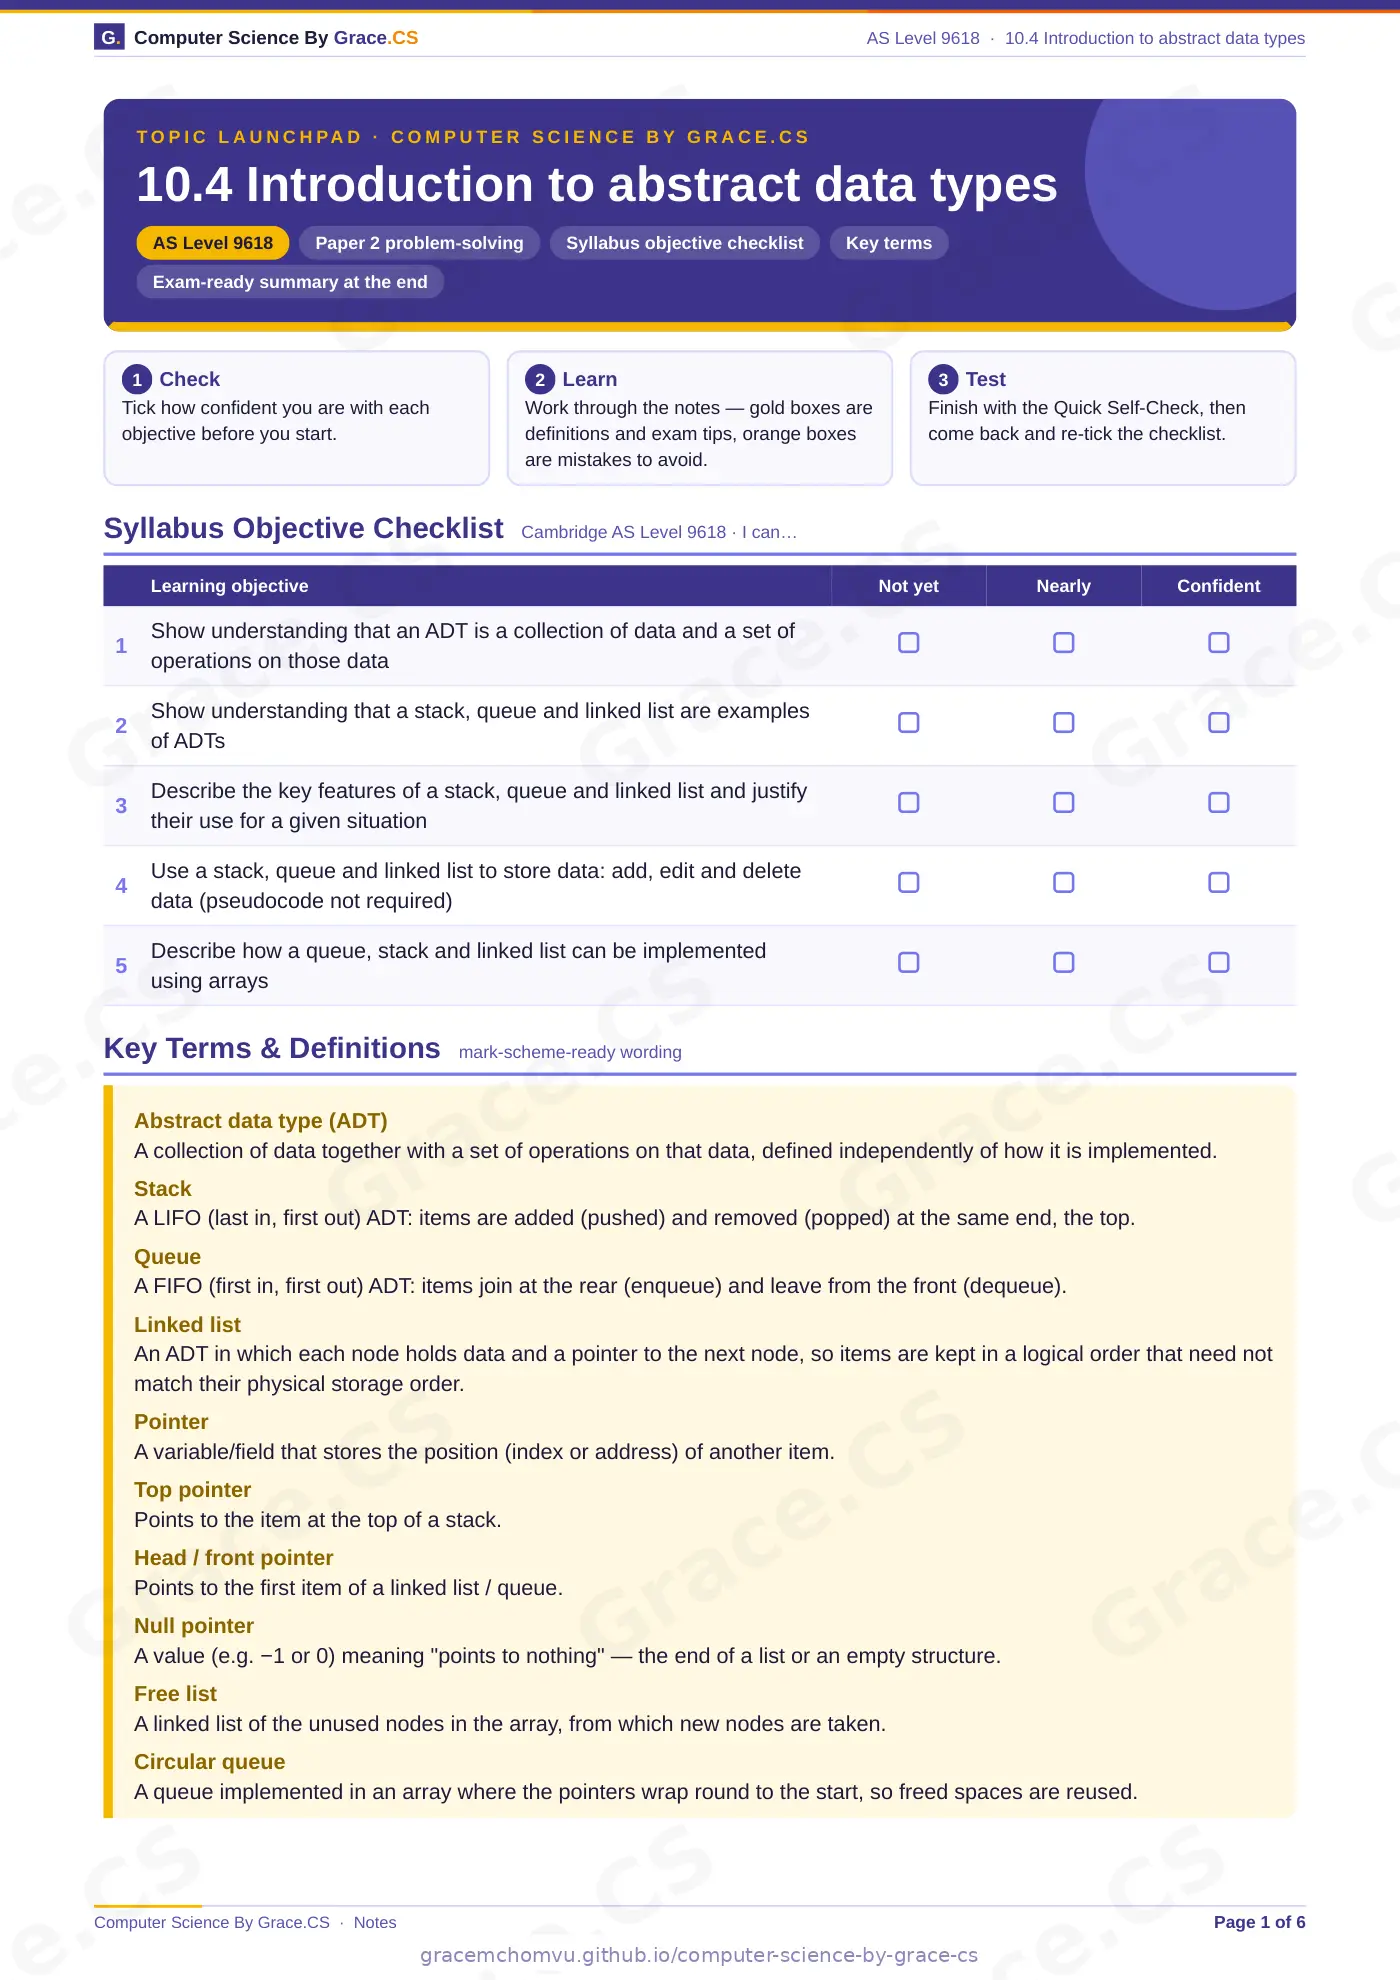 G. Computer Science By Grace.CS
AS Level 9618 · 10.4 Introduction to abstract data types
TOPIC LAUNCHPAD · COMPUTER SCIENCE BY GRACE.CS
10.4 Introduction to abstract data types
AS Level 9618
Paper 2 problem-solving
Syllabus objective checklist
Key terms
Exam-ready summary at the end
1 Check
Tick how confident you are with each
objective before you start.
2 Learn
Work through the notes — gold boxes are
definitions and exam tips, orange boxes
are mistakes to avoid.
3 Test
Finish with the Quick Self-Check, then
come back and re-tick the checklist.
Syllabus Objective Checklist Cambridge AS Level 9618 · I can…
Learning objective Not yet Nearly Confident
1 Show understanding that an ADT is a collection of data and a set of
operations on those data
2 Show understanding that a stack, queue and linked list are examples
of ADTs
3 Describe the key features of a stack, queue and linked list and justify
their use for a given situation
4 Use a stack, queue and linked list to store data: add, edit and delete
data (pseudocode not required)
5 Describe how a queue, stack and linked list can be implemented
using arrays
Key Terms & Definitions mark-scheme-ready wording
Abstract data type (ADT)
A collection of data together with a set of operations on that data, defined independently of how it is implemented.
Stack
A LIFO (last in, first out) ADT: items are added (pushed) and removed (popped) at the same end, the top.
Queue
A FIFO (first in, first out) ADT: items join at the rear (enqueue) and leave from the front (dequeue).
Linked list
An ADT in which each node holds data and a pointer to the next node, so items are kept in a logical order that need not
match their physical storage order.
Pointer
A variable/field that stores the position (index or address) of another item.
Top pointer
Points to the item at the top of a stack.
Head / front pointer
Points to the first item of a linked list / queue.
Null pointer
A value (e.g. −1 or 0) meaning "points to nothing" — the end of a list or an empty structure.
Free list
A linked list of the unused nodes in the array, from which new nodes are taken.
Circular queue
A queue implemented in an array where the pointers wrap round to the start, so freed spaces are reused.
Computer Science By Grace.CS · Notes
Page 1 of 6
gracemchomvu.github.io/computer-science-by-grace-cs